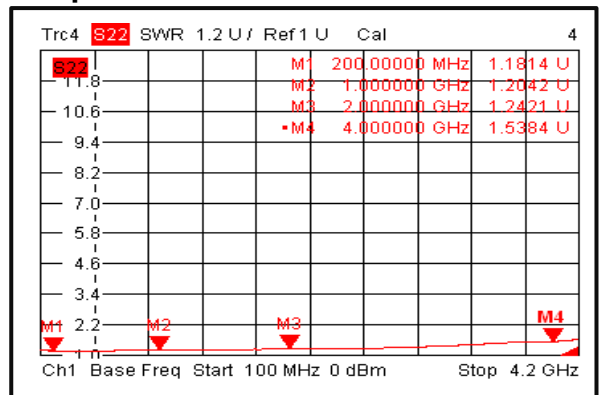 Trc4 S22 SWR 1.2 U / Ref 1 U Cal 4
S22
M1 200.00000 MHz 1.1814 U
M2 1.000000 GHz 1.2042 U
M3 2.000000 GHz 1.2421 U
•M4 4.000000 GHz 1.5384 U
11.8
10.6
9.4
8.2
7.0
5.8
4.6
3.4
2.2
1.0
M1 M2 M3 M4
Ch1 Base Freq Start 100 MHz 0 dBm Stop 4.2 GHz